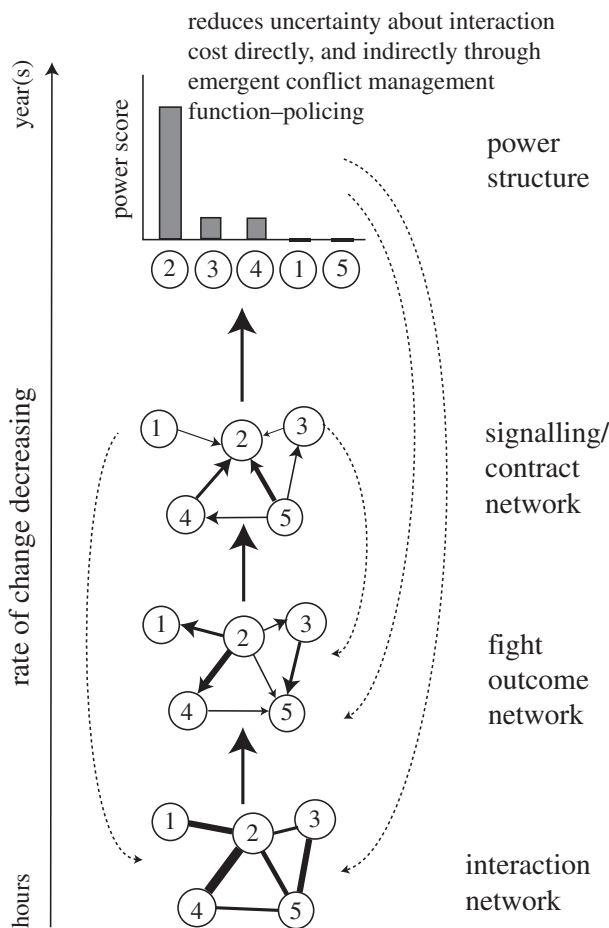 reduces uncertainty about interaction
cost directly, and indirectly through
emergent conflict management
function–policing
year(s)
power score
power
structure
2 3 4 1 5
rate of change decreasing
1
2
3
4
5
signalling/
contract
network
1
2
3
4
5
fight
outcome
network
1
2
3
4
5
interaction
network
hours